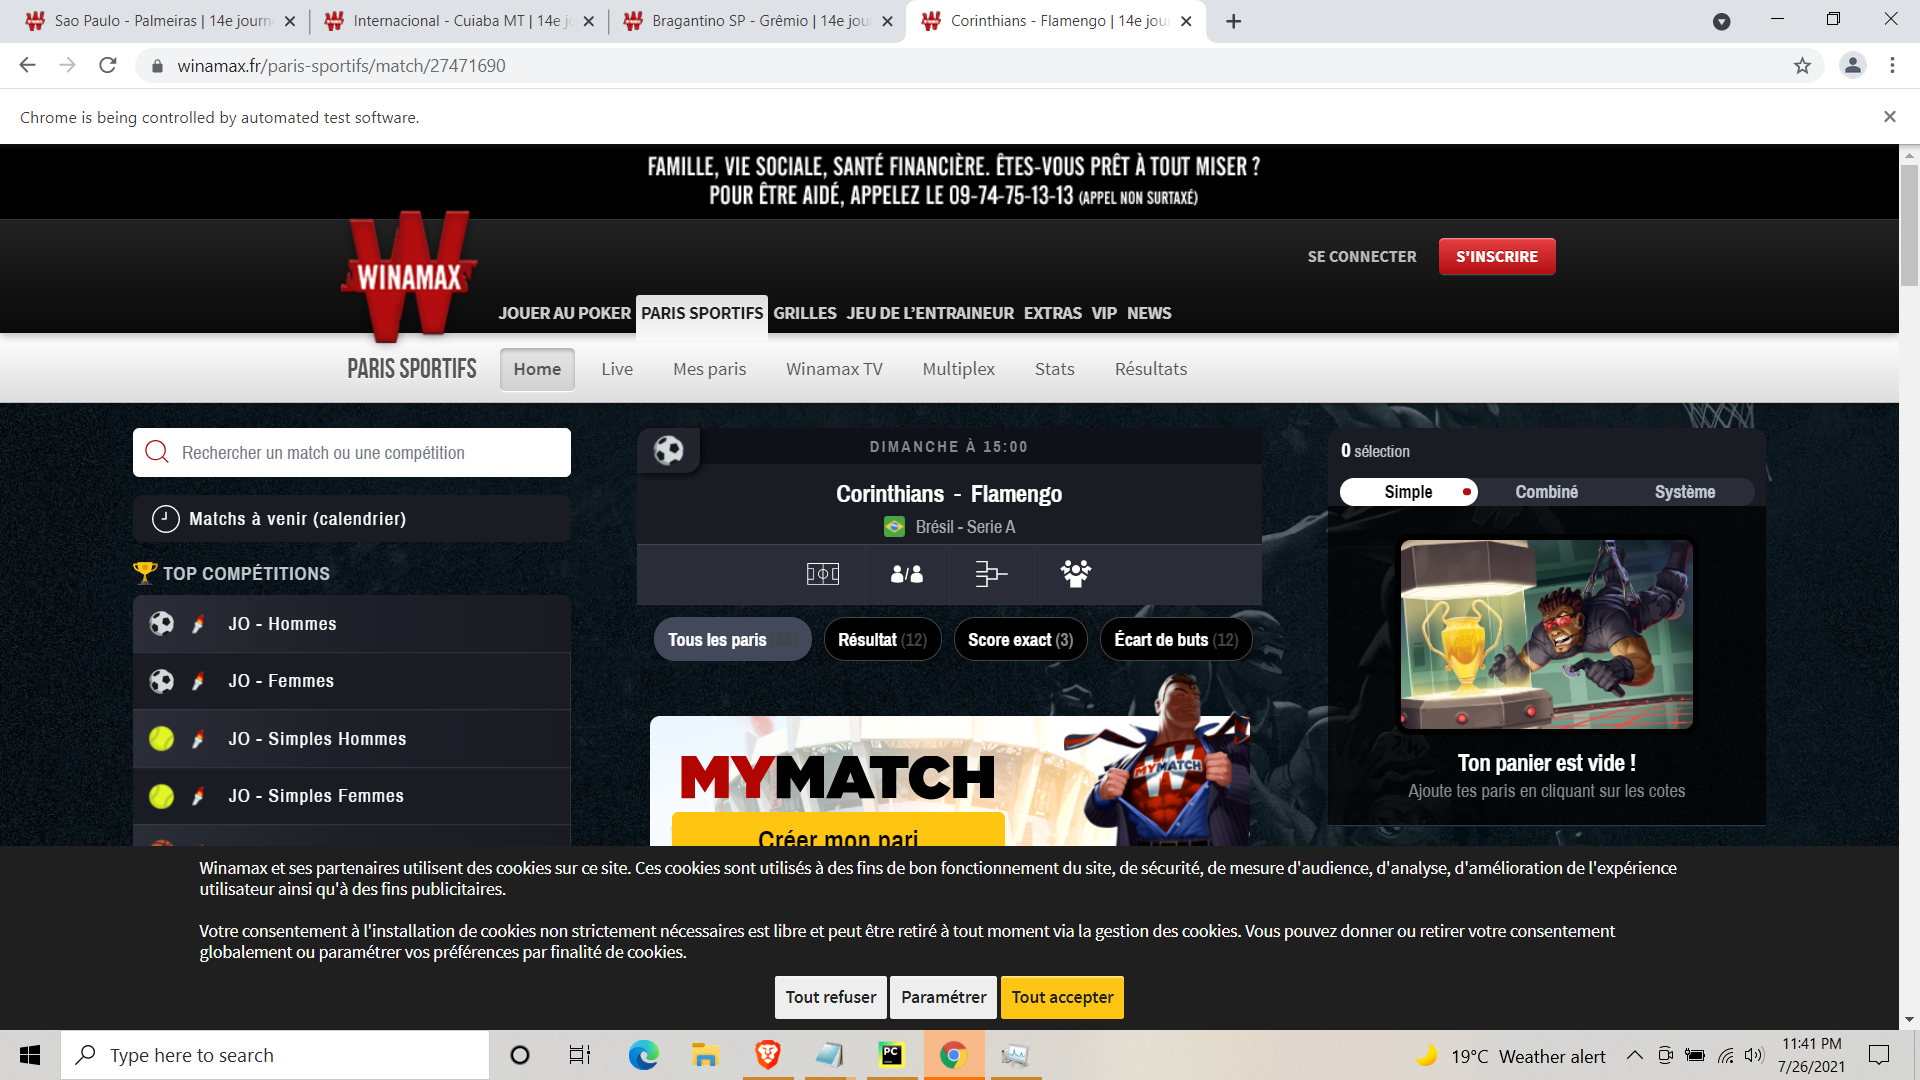 Sao Paulo - Palmeiras | 14e journ
Internacional - Cuiaba MT | 14e j
Bragantino SP - Grêmio | 14e jou
Corinthians - Flamengo | 14e jou
winamax.fr/paris-sportifs/match/27471690
Chrome is being controlled by automated test software.
FAMILLE, VIE SOCIALE, SANTÉ FINANCIÈRE. ÊTES-VOUS PRÊT À TOUT MISER ?
POUR ÊTRE AIDÉ, APPELEZ LE 09-74-75-13-13 (APPEL NON SURTAXÉ)
WINAMAX
SE CONNECTER
S'INSCRIRE
JOUER AU POKER
PARIS SPORTIFS
GRILLES
JEU DE L’ENTRAINEUR
EXTRAS
VIP
NEWS
PARIS SPORTIFS
Home
Live
Mes paris
Winamax TV
Multiplex
Stats
Résultats
Rechercher un match ou une compétition
Matchs à venir (calendrier)
TOP COMPÉTITIONS
JO - Hommes
JO - Femmes
JO - Simples Hommes
JO - Simples Femmes
DIMANCHE À 15:00
Corinthians - Flamengo
Brésil - Serie A
Tous les paris (88)
Résultat (12)
Score exact (3)
Écart de buts (12)
MYMATCH
MYMATCH
Créer mon pari
0 sélection
Simple
Combiné
Système
Ton panier est vide !
Ajoute tes paris en cliquant sur les cotes
Winamax et ses partenaires utilisent des cookies sur ce site. Ces cookies sont utilisés à des fins de bon fonctionnement du site, de sécurité, de mesure d'audience, d'analyse, d'amélioration de l'expérience
utilisateur ainsi qu'à des fins publicitaires.
Votre consentement à l'installation de cookies non strictement nécessaires est libre et peut être retiré à tout moment via la gestion des cookies. Vous pouvez donner ou retirer votre consentement
globalement ou paramétrer vos préférences par finalité de cookies.
Tout refuser
Paramétrer
Tout accepter
Type here to search
PC
19°C Weather alert
11:41 PM
7/26/2021